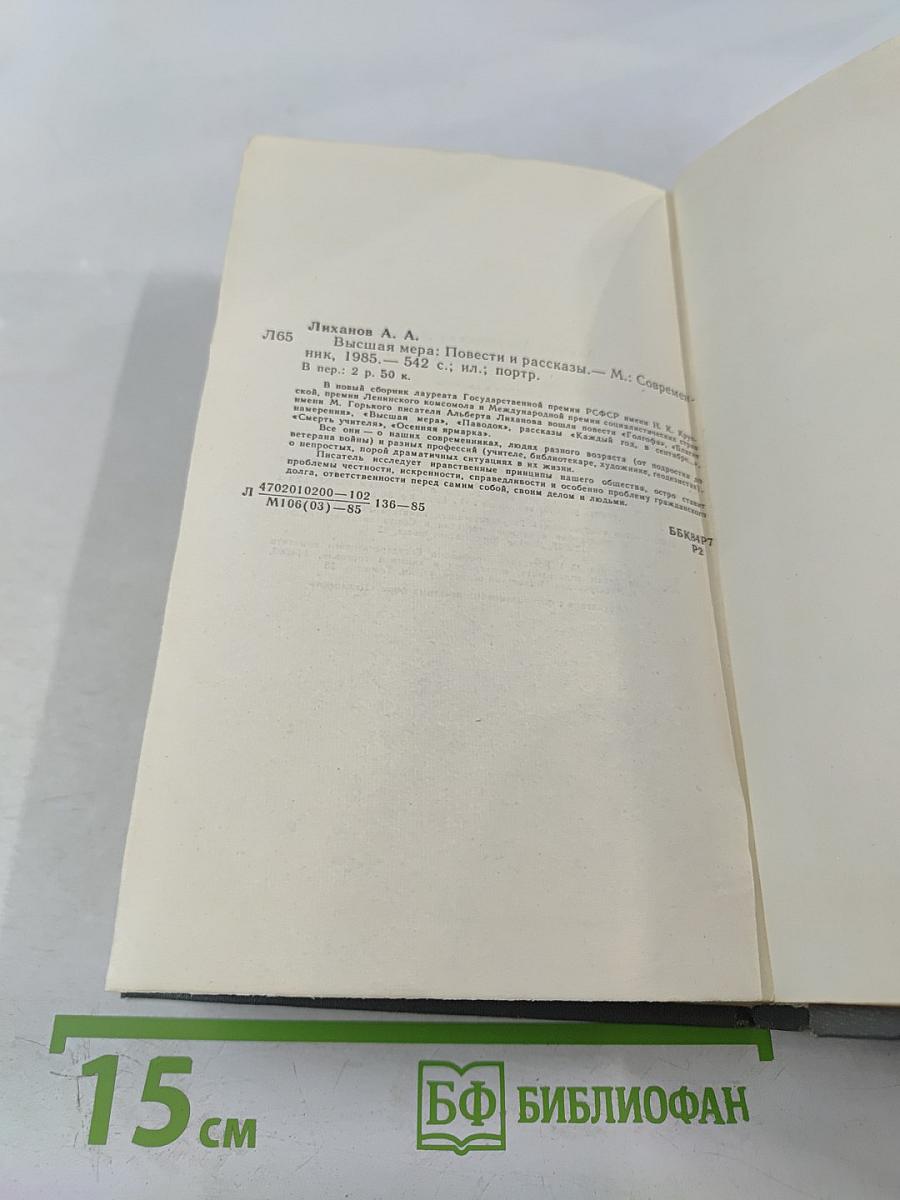 Лиханов А. А.
Л65
Высшая мера: Повести и рассказы.— М.: Современ-
ник, 1985.— 542 с.; ил.; портр.
В пер.: 2 р. 50 к.
В новый сборник лауреата Государственной премии РСФСР имени Н. К. Круп-
ской, премии Ленинского комсомола и Международной премии социалистических стран
имени М. Горького писателя Альберта Лиханова вошли повести «Голгофа», «Благие
намерения», «Высшая мера», «Паводок», рассказы «Каждый год, в сентябре...»,
«Смерть учителя», «Осенняя ярмарка».
Все они — о наших современниках, людях разного возраста (от подростка до
ветерана войны) и разных профессий (учителе, библиотекаре, художнике, геодезистах),
о непростых, порой драматичных ситуациях в их жизни.
Писатель исследует нравственные принципы нашего общества, остро ставит
проблемы честности, искренности, справедливости и особенно проблему гражданского
долга, ответственности перед самим собой, своим делом и людьми.
Л 4702010200—102 136—85
М106(03)—85
ББК84Р7
Р2
15 см
БФ БИБЛИОФАН